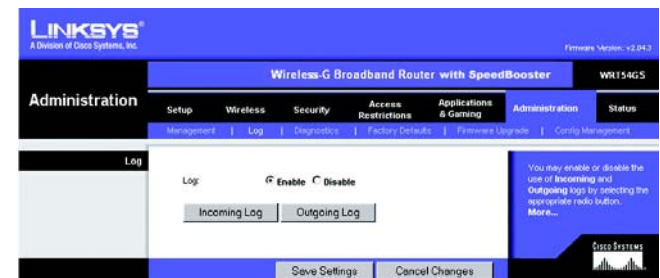 LINKSYS®
A Division of Cisco Systems, Inc.
Firmware Version: v2.04.3
Wireless-G Broadband Router with SpeedBooster WRT54GS
Administration
Setup Wireless Security Access Restrictions Applications & Gaming Administration Status
Management | Log | Diagnostics | Factory Defaults | Firmware Upgrade | Config Management
Log
Log: Enable Disable
Incoming Log Outgoing Log
You may enable or disable the
use of Incoming and
Outgoing logs by selecting the
appropriate radio button.
More...
Save Settings Cancel Changes
CISCO SYSTEMS